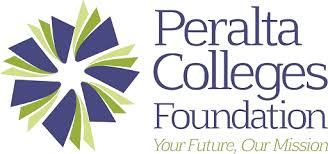 Peralta
Colleges
Foundation
Your Future, Our Mission